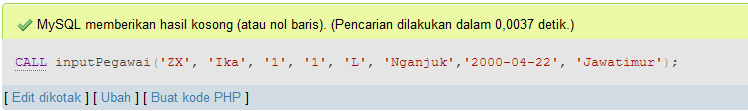 MySQL memberikan hasil kosong (atau nol baris). (Pencarian dilakukan dalam 0,0037 detik.)
CALL inputPegawai('ZX', 'Ika', '1', '1', 'L', 'Nganjuk','2000-04-22', 'Jawatimur');
[ Edit dikotak ] [ Ubah ] [ Buat kode PHP ]